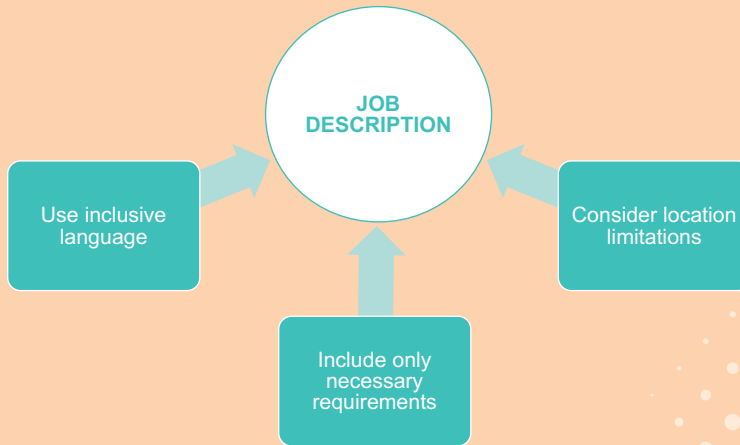 JOB
DESCRIPTION
Use inclusive
language
Consider location
limitations
Include only
necessary
requirements